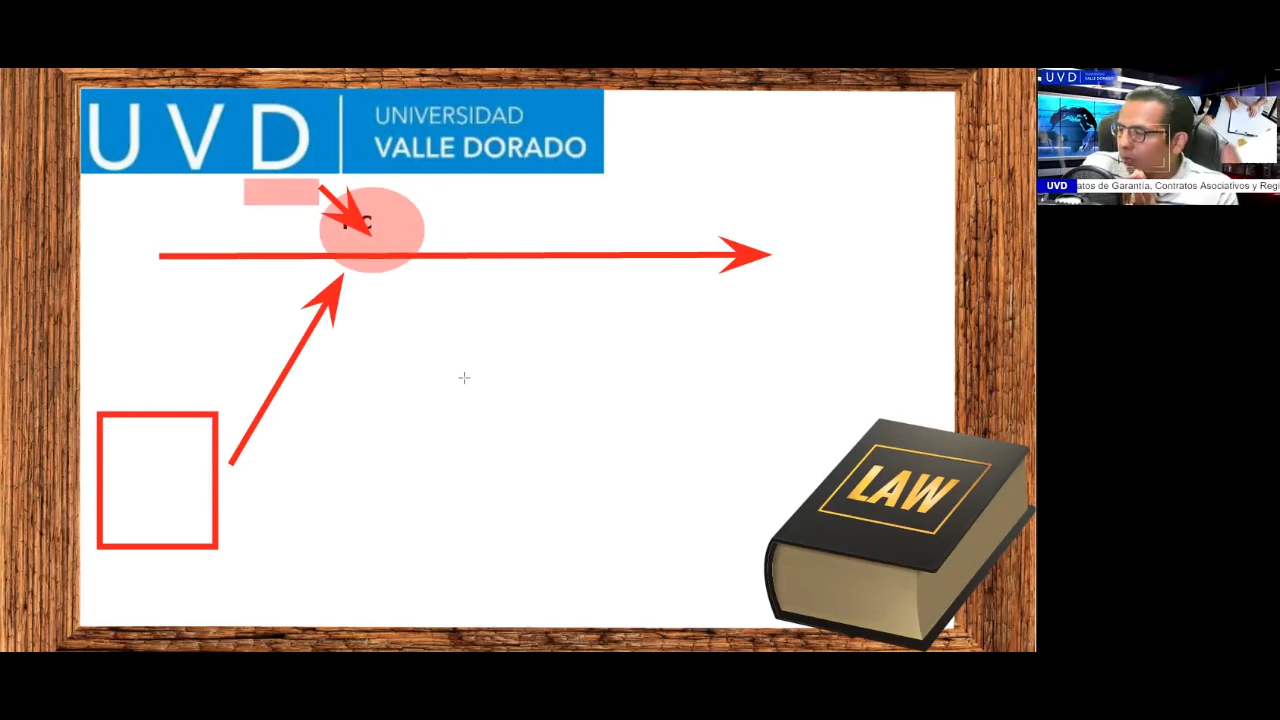 UVD
UNIVERSIDAD
VALLE DORADO
LAW
UVD
UVD
atos de Garantía, Contratos Asociativos y Regi